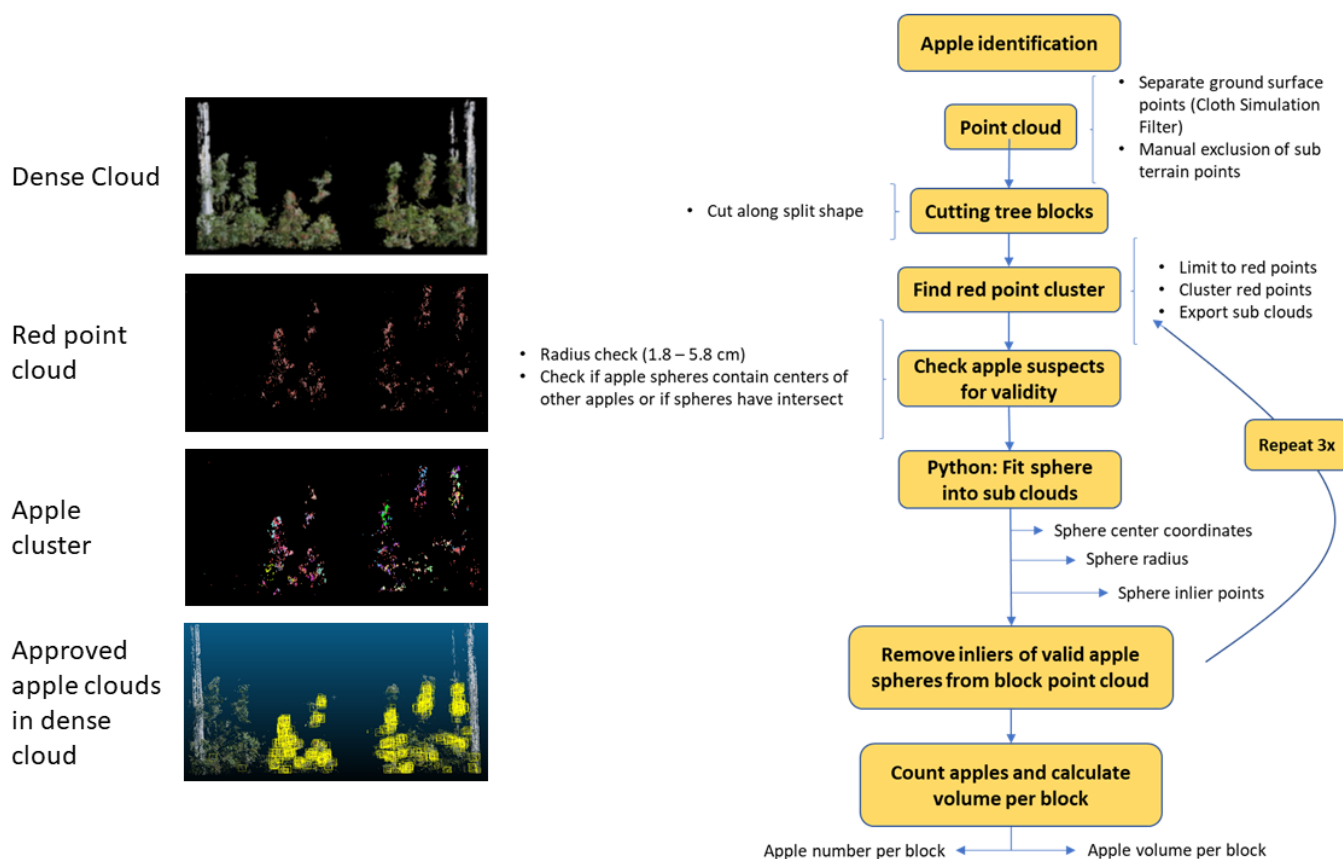 Dense Cloud
Red point
cloud
Apple
cluster
Approved
apple clouds
in dense
cloud
Apple identification
Point cloud
• Separate ground surface
points (Cloth Simulation
Filter)
• Manual exclusion of sub
terrain points
• Cut along split shape
Cutting tree blocks
Find red point cluster
• Limit to red points
• Cluster red points
• Export sub clouds
• Radius check (1.8 – 5.8 cm)
• Check if apple spheres contain centers of
other apples or if spheres have intersect
Check apple suspects
for validity
Repeat 3x
Python: Fit sphere
into sub clouds
Sphere center coordinates
Sphere radius
Sphere inlier points
Remove inliers of valid apple
spheres from block point cloud
Count apples and calculate
volume per block
Apple number per block
Apple volume per block